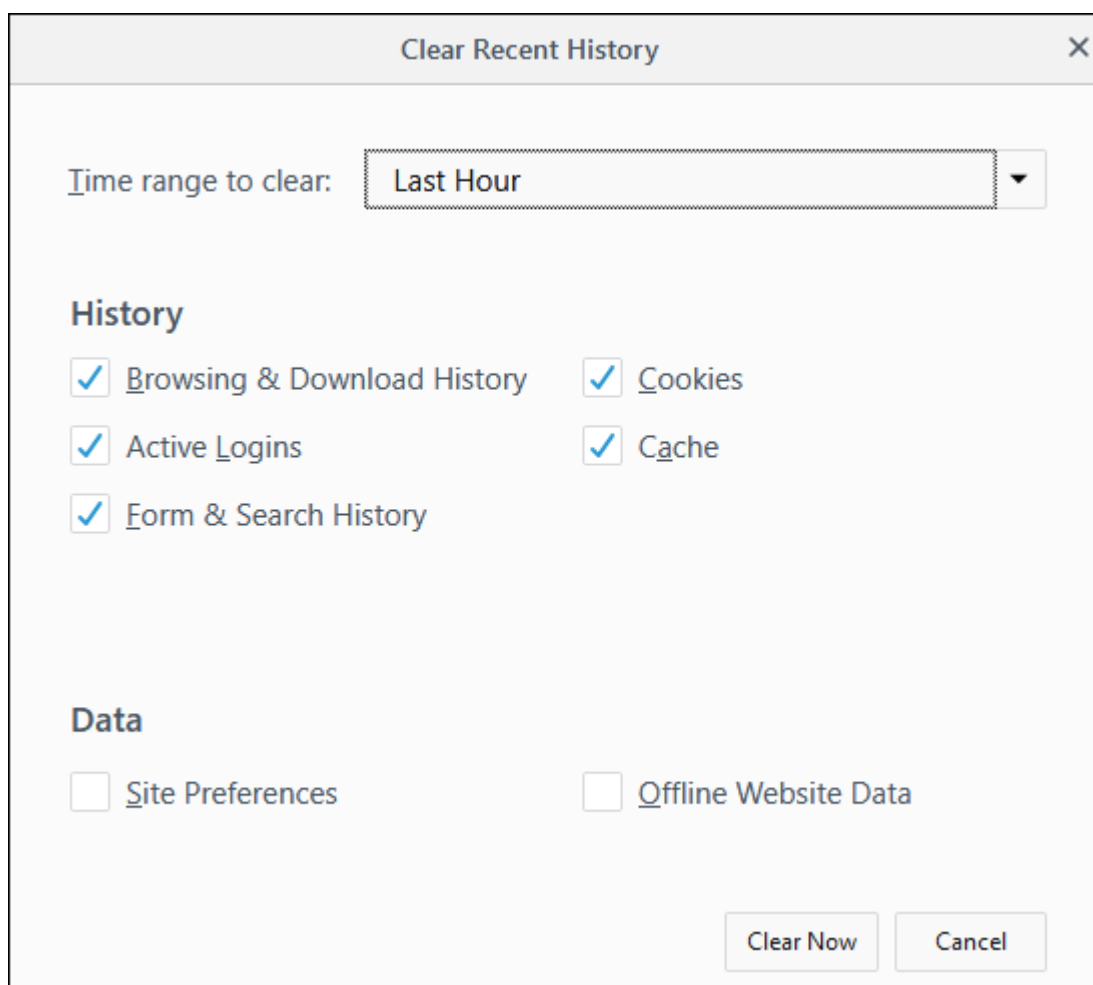 Clear Recent History
Time range to clear: Last Hour
History
Browsing & Download History Cookies
Active Logins Cache
Form & Search History
Data
Site Preferences Offline Website Data
Clear Now Cancel